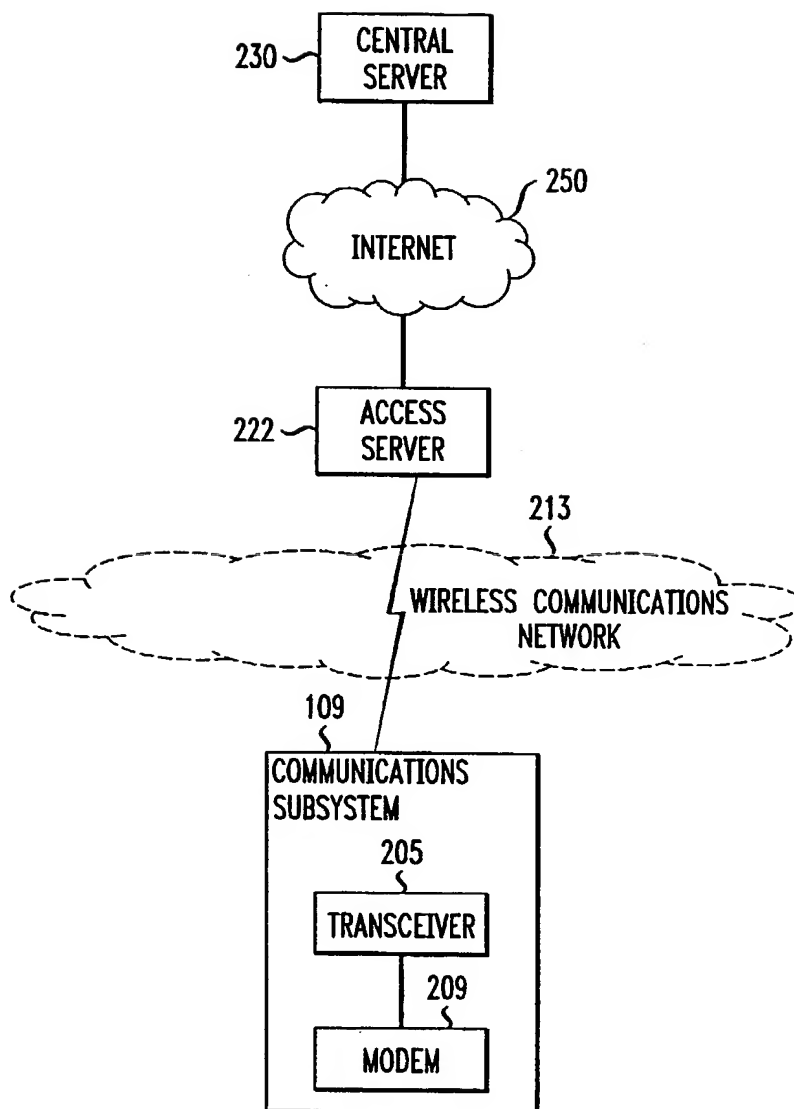 CENTRAL
SERVER
230
250
INTERNET
ACCESS
SERVER
222
213
WIRELESS COMMUNICATIONS
NETWORK
109
COMMUNICATIONS
SUBSYSTEM
205
TRANSCEIVER
209
MODEM